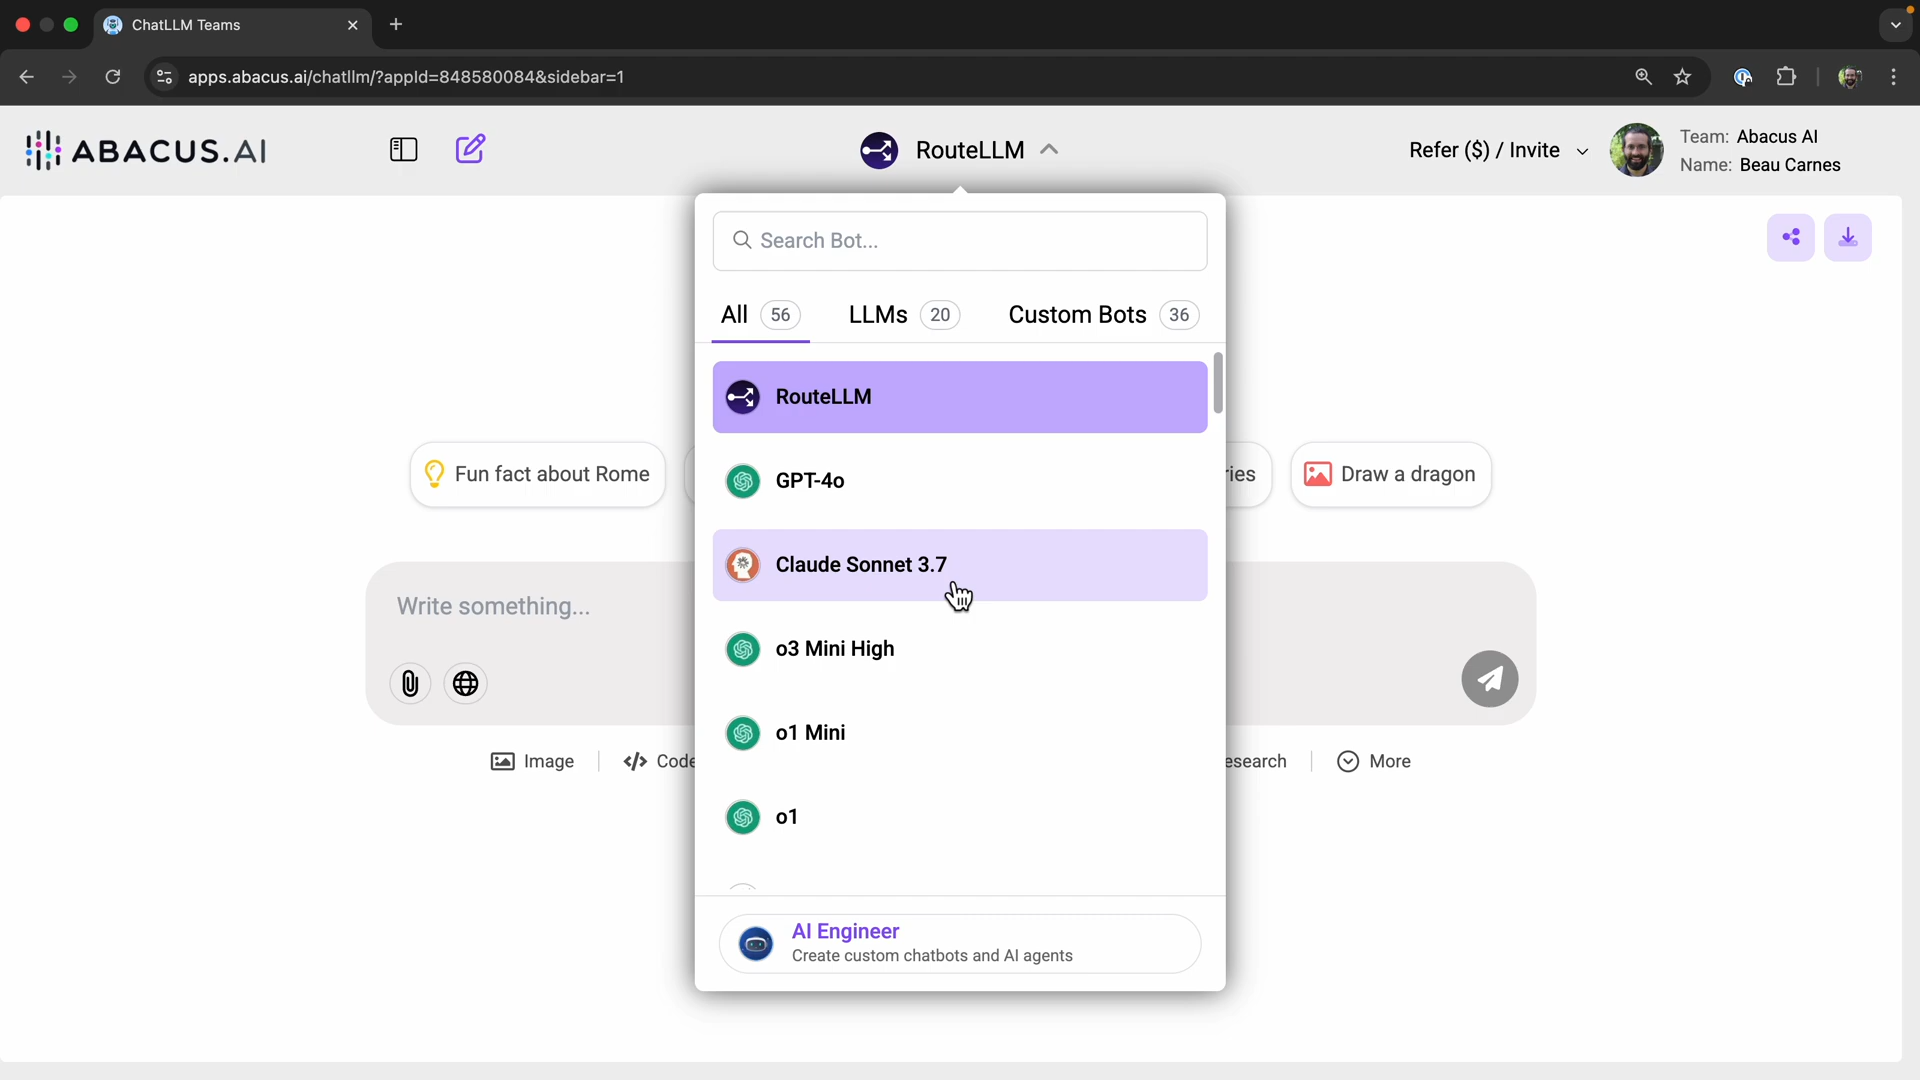 ChatLLM Teams
apps.abacus.ai/chatllm/?appId=848580084&sidebar=1
ABACUS.AI
RouteLLM
Refer ($) / Invite
Team: Abacus AI
Name: Beau Carnes
Search Bot...
All 56 LLMs 20 Custom Bots 36
RouteLLM
GPT-4o
Fun fact about Rome
ries
Draw a dragon
Claude Sonnet 3.7
Write something...
o3 Mini High
o1 Mini
Image
Code
esearch
More
o1
AI Engineer
Create custom chatbots and AI agents